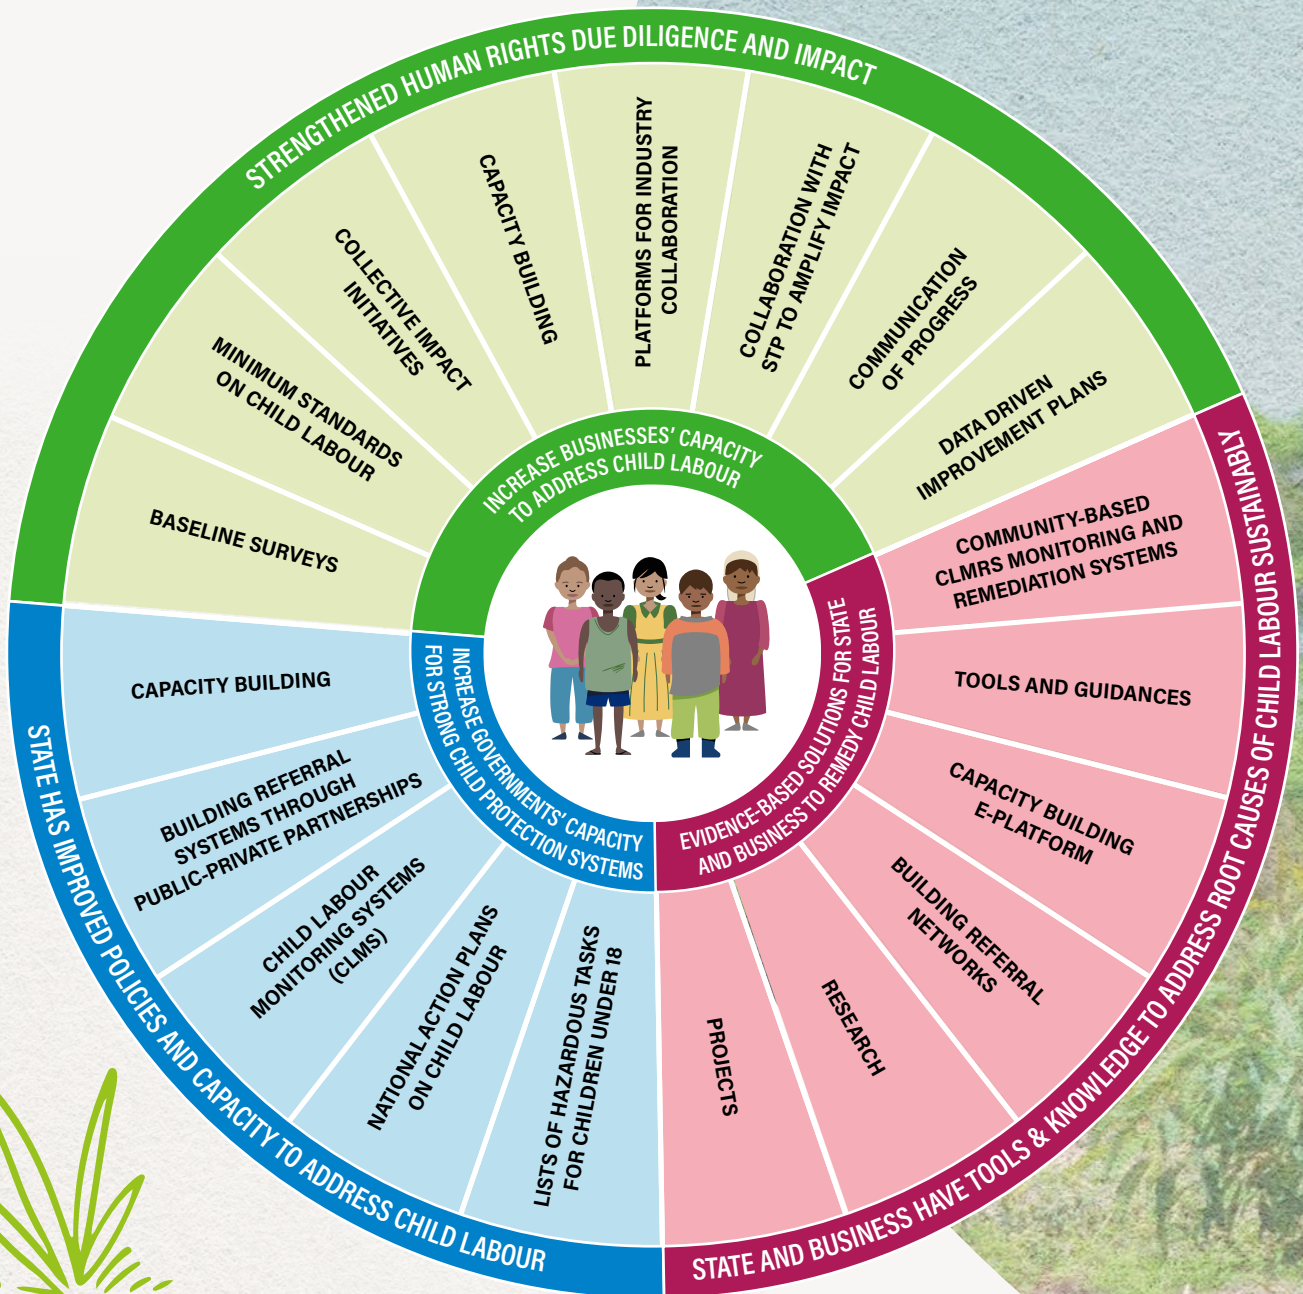 STRENGTHENED HUMAN RIGHTS DUE DILIGENCE AND IMPACT
BASELINE SURVEYS
MINIMUM STANDARDS
ON CHILD LABOUR
COLLECTIVE IMPACT
INITIATIVES
CAPACITY BUILDING
PLATFORMS FOR INDUSTRY
COLLABORATION
COLLABORATION WITH
STP TO AMPLIFY IMPACT
COMMUNICATION
OF PROGRESS
DATA DRIVEN
IMPROVEMENT PLANS
INCREASE BUSINESSES' CAPACITY
TO ADDRESS CHILD LABOUR
STATE AND BUSINESS HAVE TOOLS & KNOWLEDGE TO ADDRESS ROOT CAUSES OF CHILD LABOUR SUSTAINABLY
COMMUNITY-BASED
CLMRS MONITORING AND
REMEDIATION SYSTEMS
TOOLS AND GUIDANCES
CAPACITY BUILDING
E-PLATFORM
BUILDING REFERRAL
NETWORKS
RESEARCH
PROJECTS
EVIDENCE-BASED SOLUTIONS FOR STATE
AND BUSINESS TO REMEDY CHILD LABOUR
STATE HAS IMPROVED POLICIES AND CAPACITY TO ADDRESS CHILD LABOUR
CAPACITY BUILDING
BUILDING REFERRAL
SYSTEMS THROUGH
PUBLIC-PRIVATE PARTNERSHIPS
CHILD LABOUR
MONITORING SYSTEMS
(CLMS)
NATIONAL ACTION PLANS
ON CHILD LABOUR
LISTS OF HAZARDOUS TASKS
FOR CHILDREN UNDER 18
INCREASE GOVERNMENTS' CAPACITY
FOR STRONG CHILD PROTECTION SYSTEMS